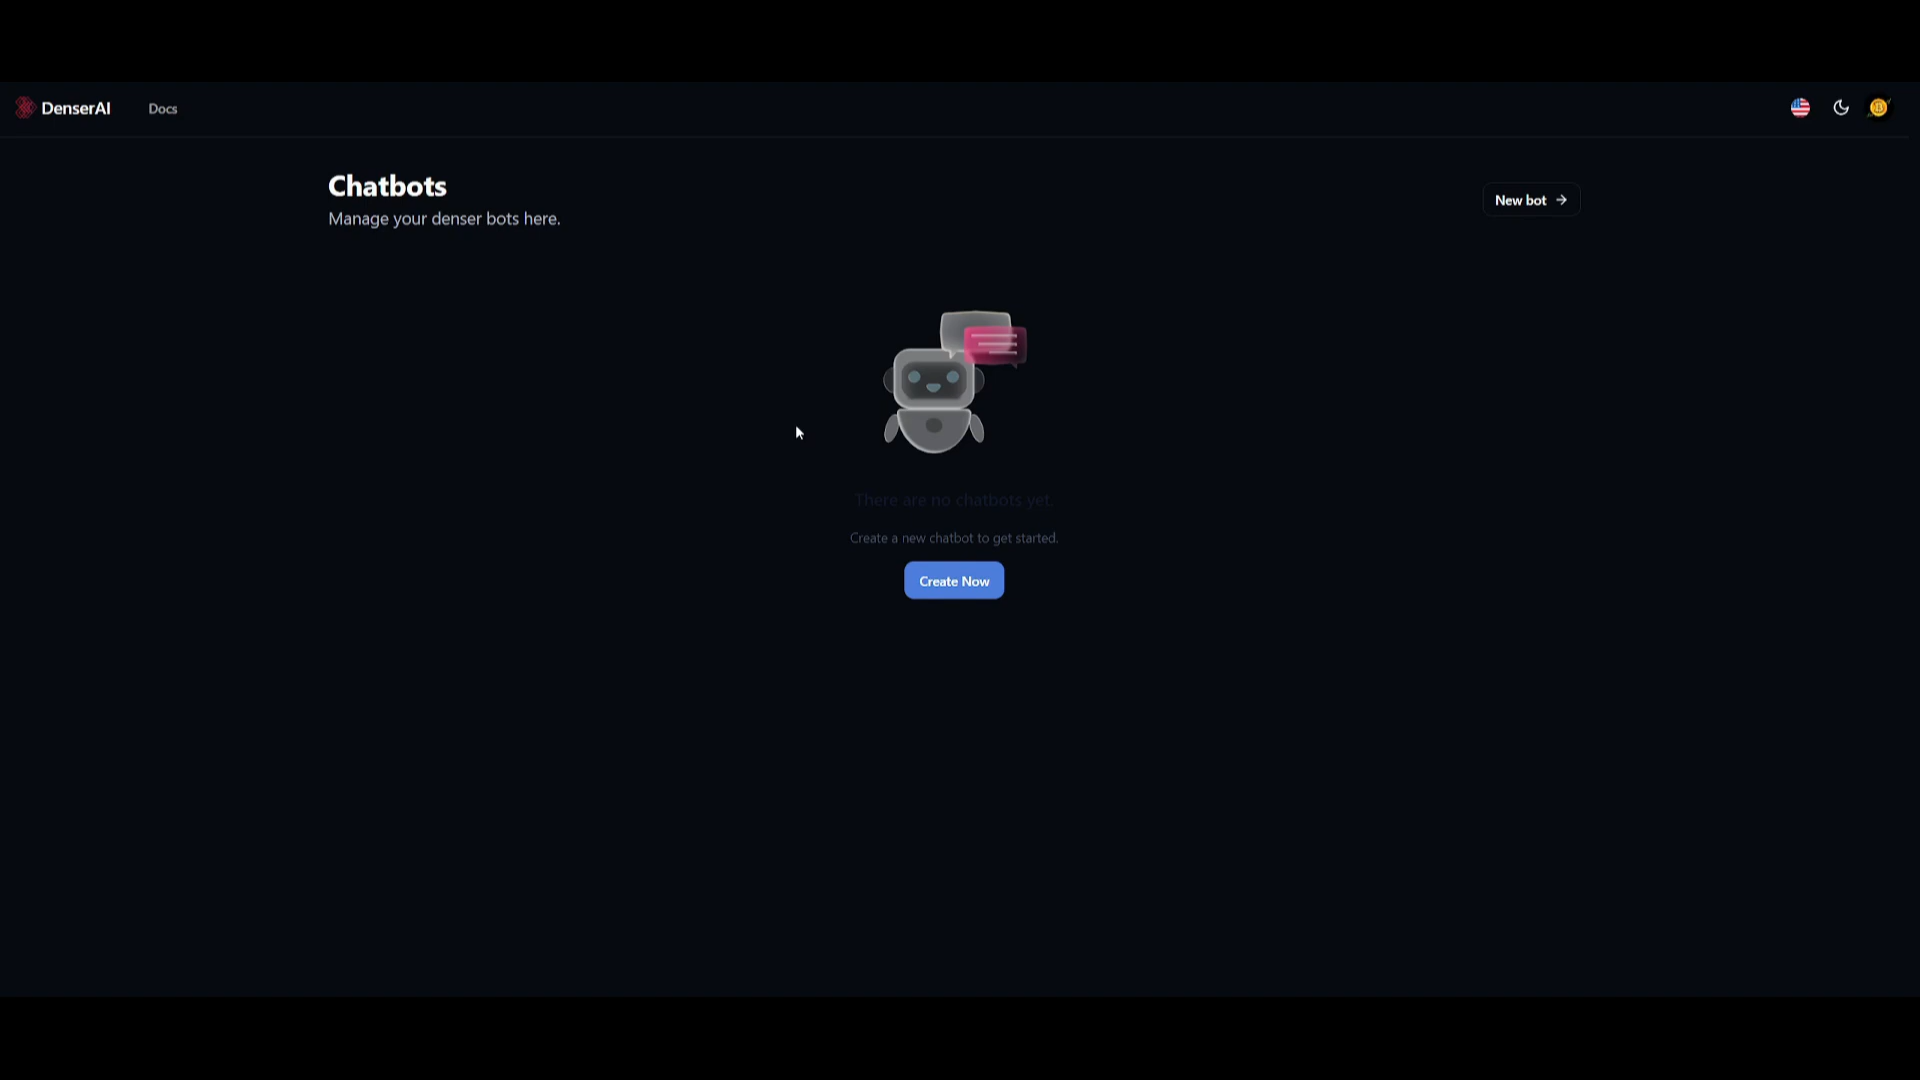 DenserAI
Docs
Chatbots
Manage your denser bots here.
New bot
There are no chatbots yet.
Create a new chatbot to get started.
Create Now